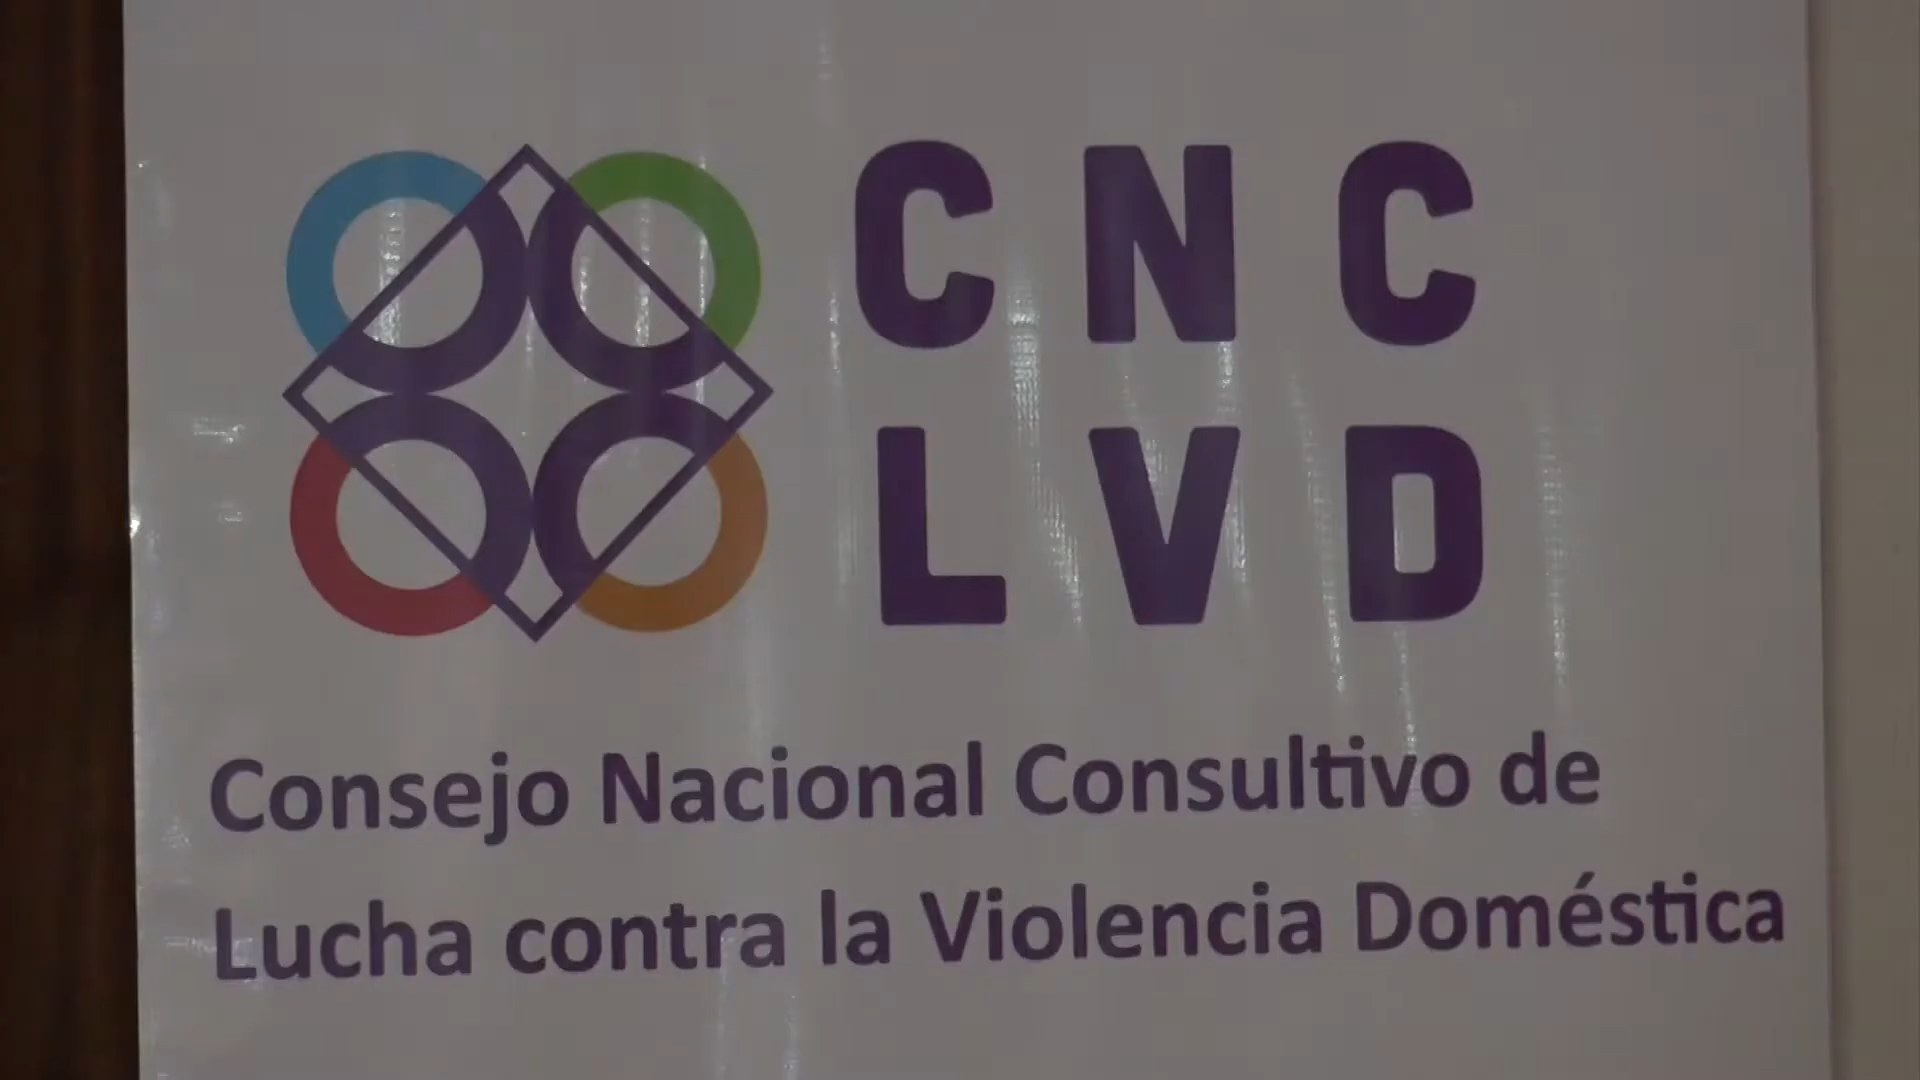 CNC
LVD
Consejo Nacional Consultivo de
Lucha contra la Violencia Doméstica